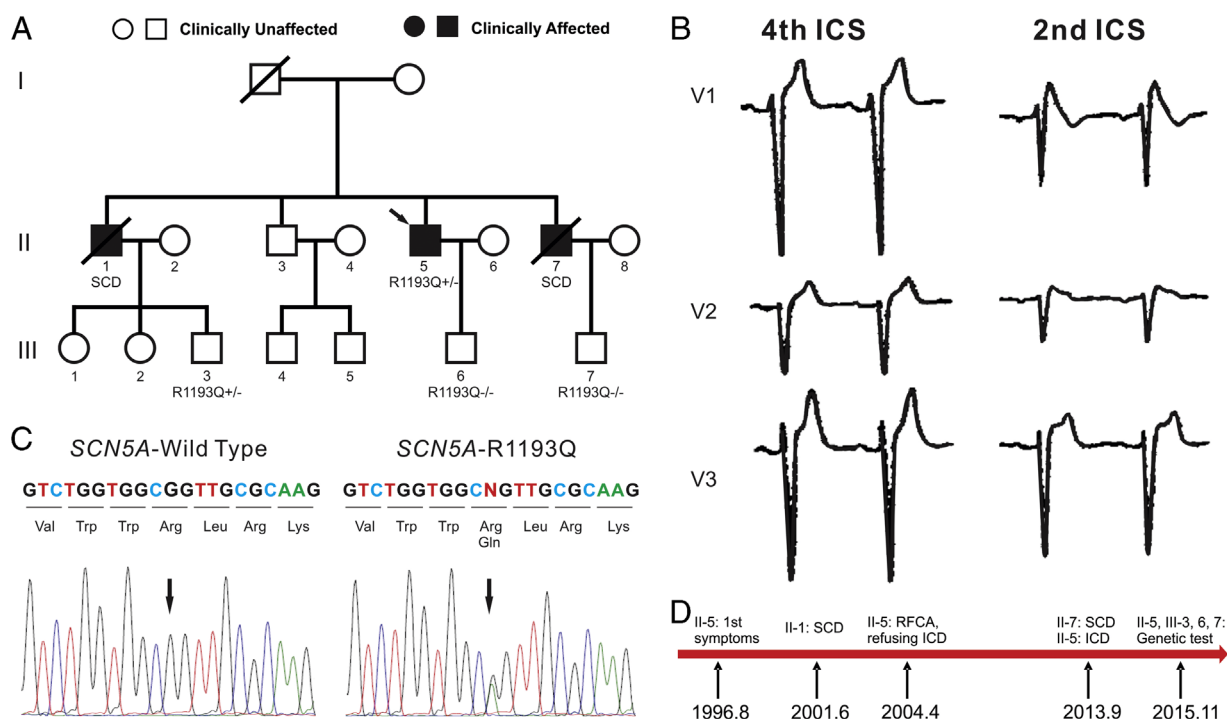 A
Clinically Unaffected
Clinically Affected
I
II
1
2
3
4
5
6
7
8
SCD
R1193Q+/-
SCD
III
1
2
3
4
5
6
7
R1193Q+/-
R1193Q-/-
R1193Q-/-
B
4th ICS
2nd ICS
V1
V2
V3
C
SCN5A-Wild Type
GTCTGGTGGCGGTTGCGCAAG
Val Trp Trp Arg Leu Arg Lys
SCN5A-R1193Q
GTCTGGTGGCNGTTGCGCAAG
Val Trp Trp Arg Leu Arg Lys
Gln
D
II-5: 1st
symptoms
II-1: SCD
II-5: RFCA,
refusing ICD
II-7: SCD
II-5: ICD
II-5, III-3, 6, 7:
Genetic test
1996.8
2001.6
2004.4
2013.9
2015.11